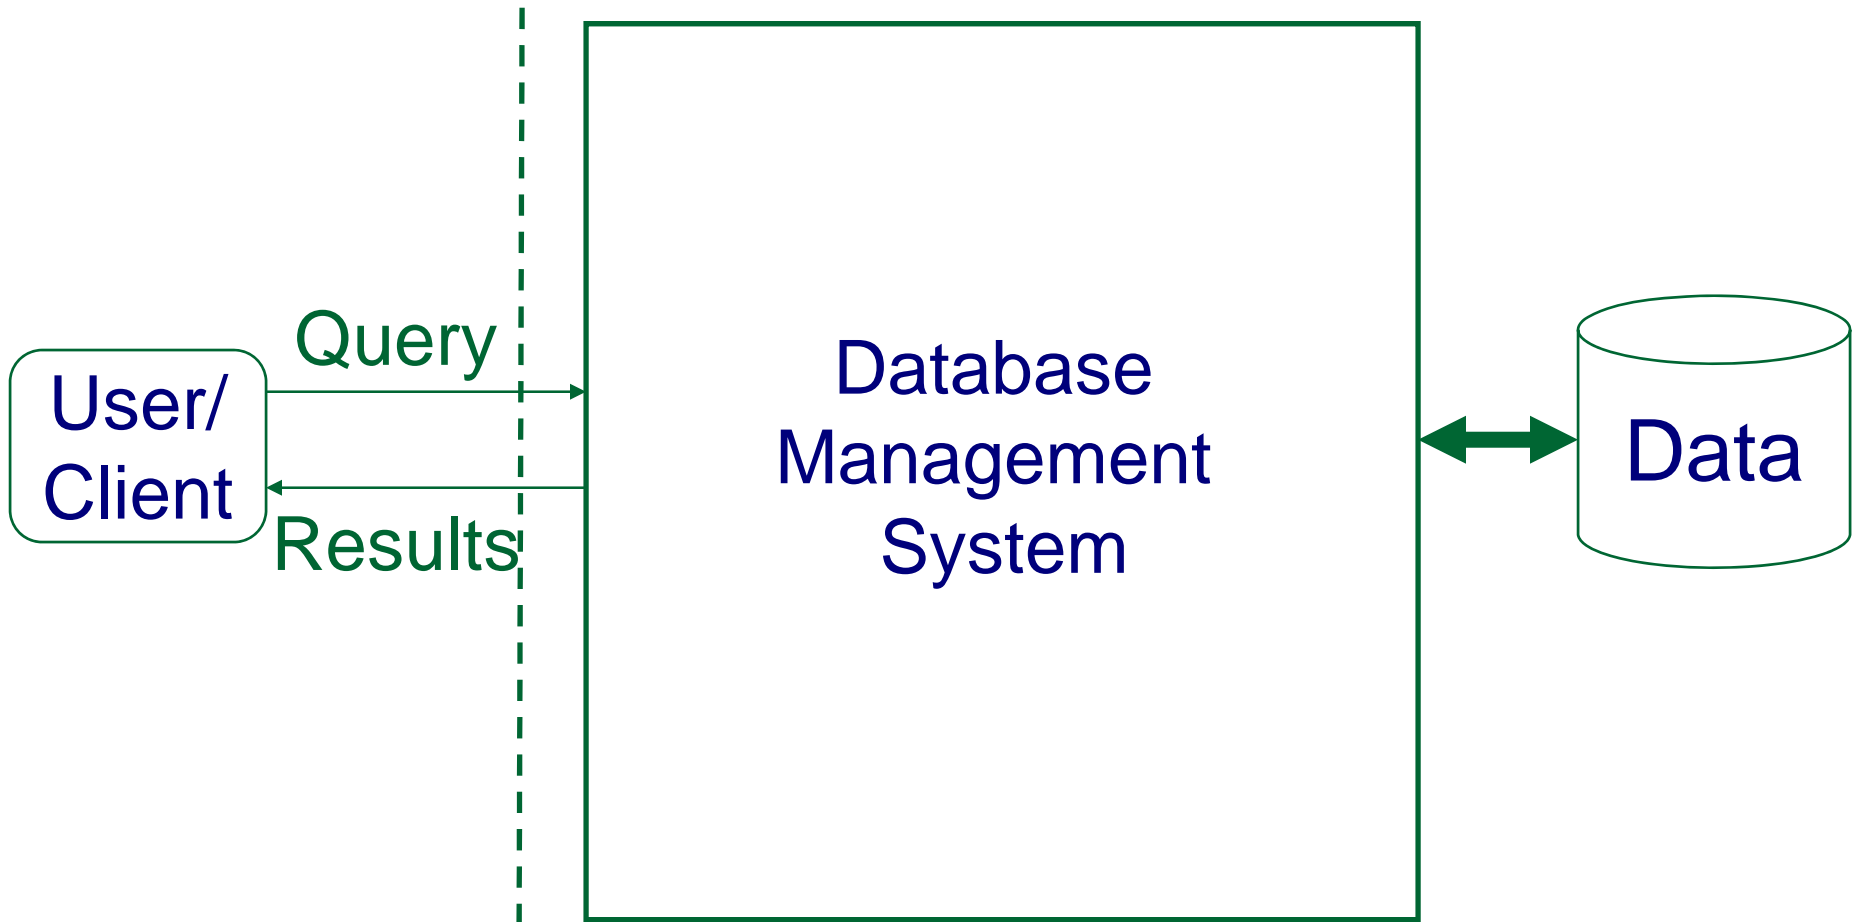 Query
User/
Client
Results
Database
Management
System
Data